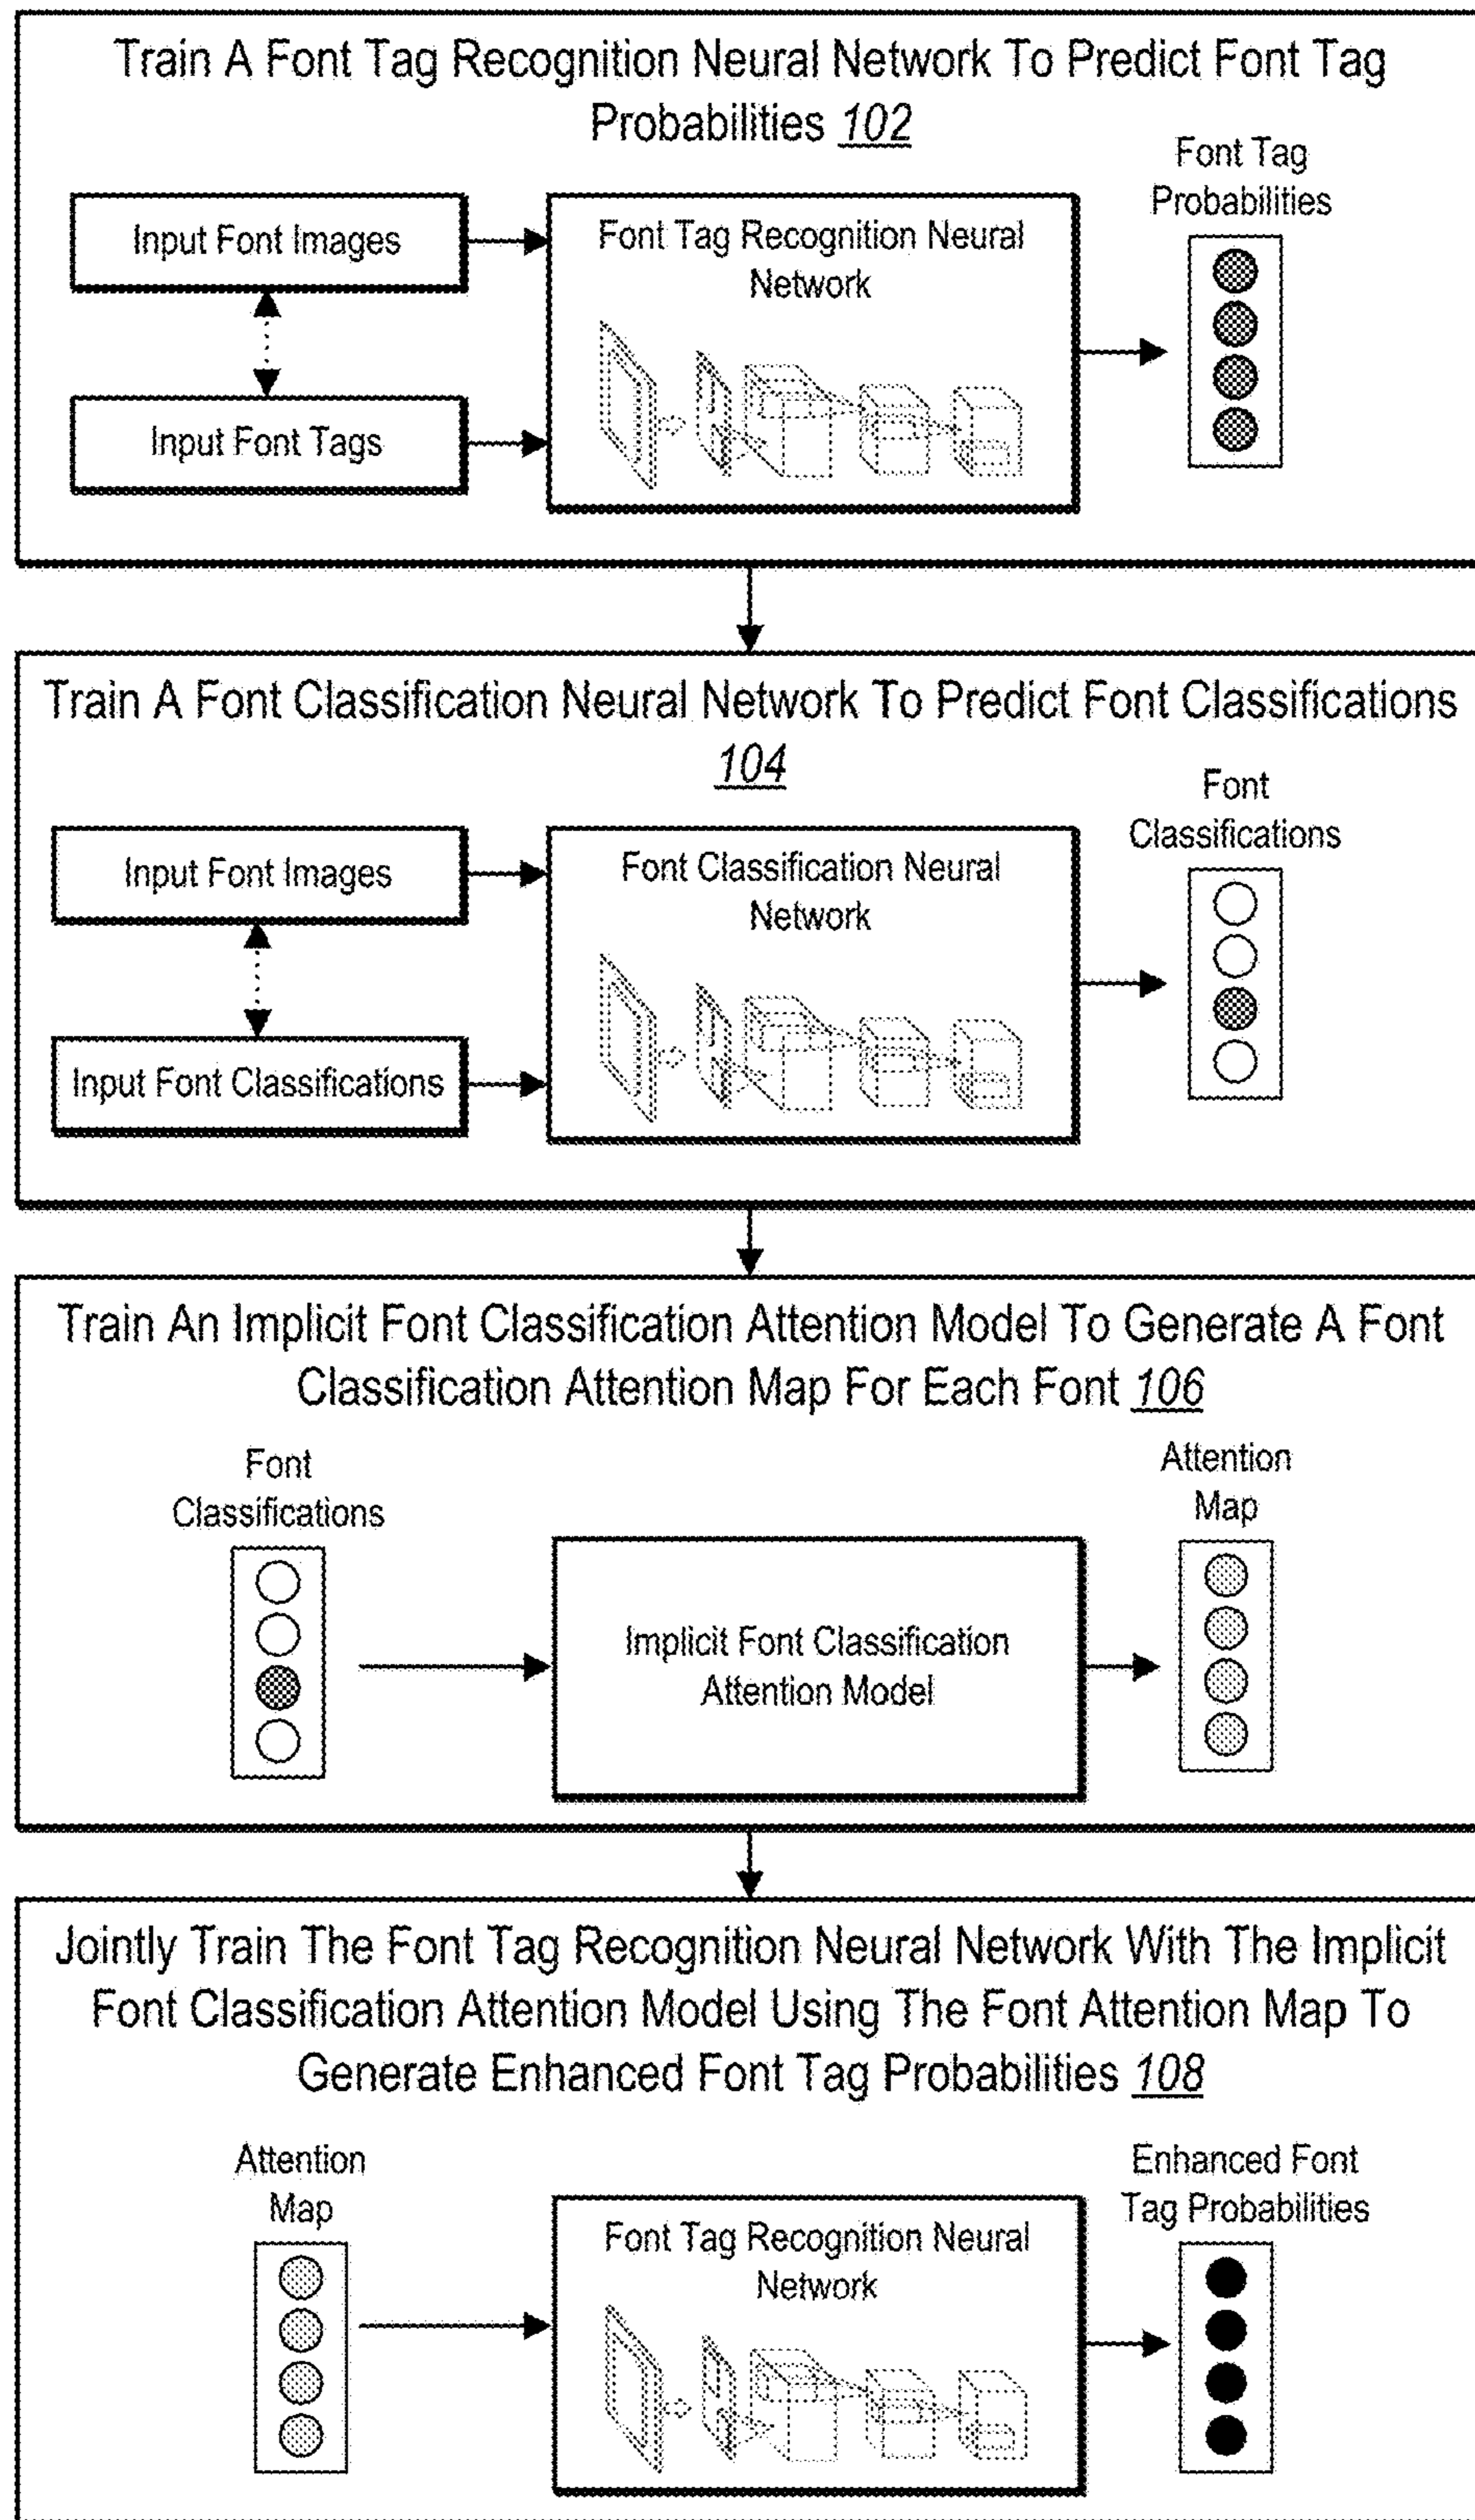 Train A Font Tag Recognition Neural Network To Predict Font Tag
Probabilities 102
Font Tag
Probabilities
Input Font Images
Font Tag Recognition Neural
Network
Input Font Tags
Train A Font Classification Neural Network To Predict Font Classifications
104
Font
Classifications
Input Font Images
Font Classification Neural
Network
Input Font Classifications
Train An Implicit Font Classification Attention Model To Generate A Font
Classification Attention Map For Each Font 106
Font
Classifications
Attention
Map
Implicit Font Classification
Attention Model
Jointly Train The Font Tag Recognition Neural Network With The Implicit
Font Classification Attention Model Using The Font Attention Map To
Generate Enhanced Font Tag Probabilities 108
Attention
Map
Enhanced Font
Tag Probabilities
Font Tag Recognition Neural
Network